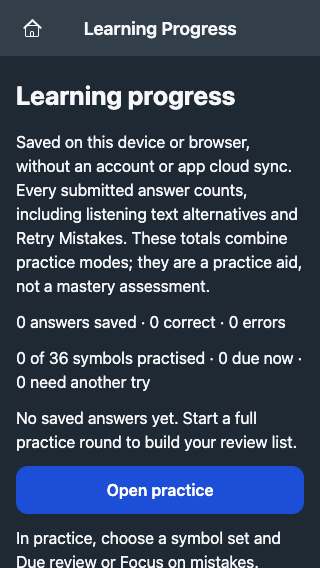 Learning Progress
Learning progress
Saved on this device or browser,
without an account or app cloud sync.
Every submitted answer counts,
including listening text alternatives and
Retry Mistakes. These totals combine
practice modes; they are a practice aid,
not a mastery assessment.
0 answers saved · 0 correct · 0 errors
0 of 36 symbols practised · 0 due now ·
0 need another try
No saved answers yet. Start a full
practice round to build your review list.
Open practice
In practice, choose a symbol set and
Due review or Focus on mistakes.